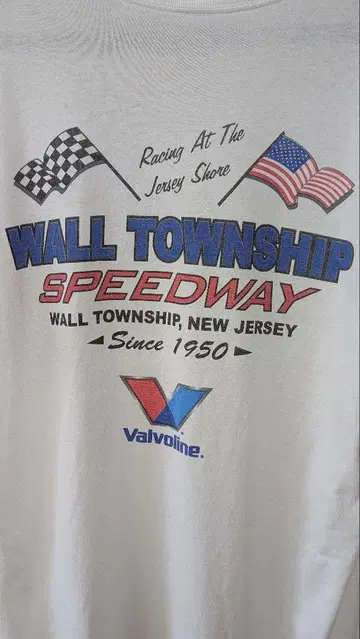 Racing At The
Jersey Shore
WALL TOWNSHIP
SPEEDWAY
WALL TOWNSHIP, NEW JERSEY
Since 1950
Valvoline.